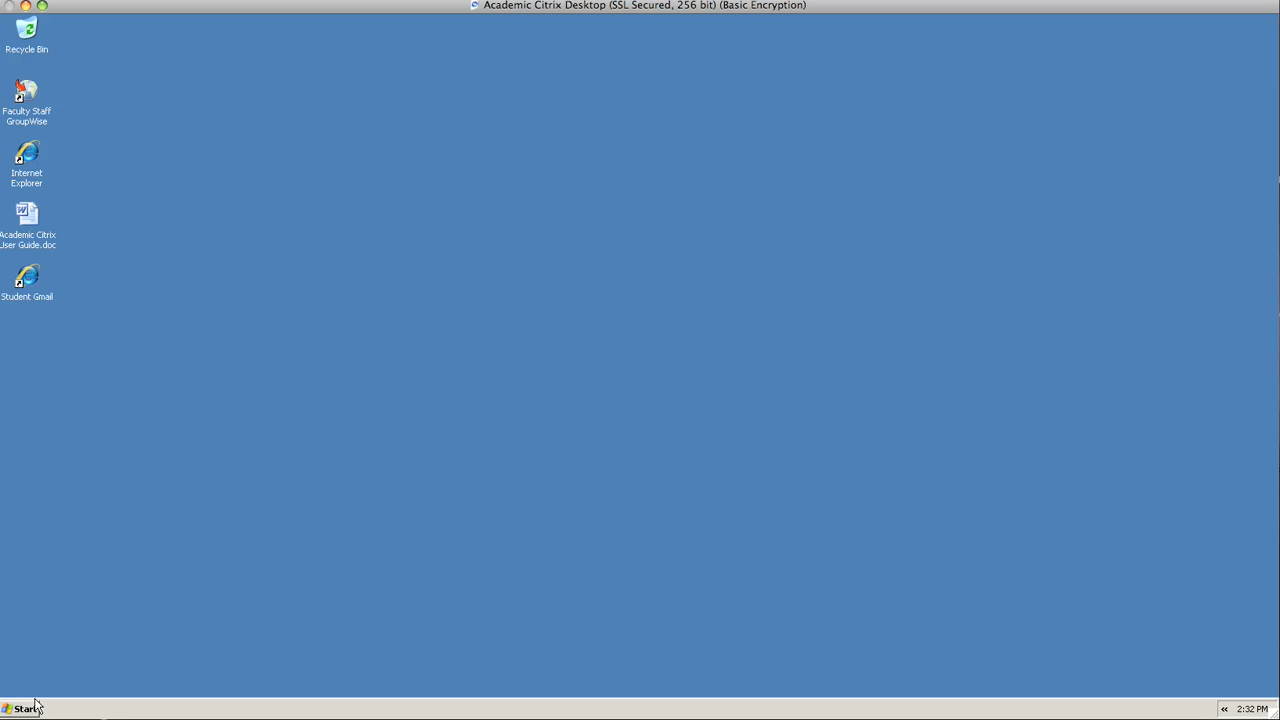 Academic Citrix Desktop (SSL Secured, 256 bit) (Basic Encryption)
Recycle Bin
Faculty Staff
GroupWise
Internet
Explorer
Academic Citrix
User Guide.doc
Student Gmail
Start
2:32 PM